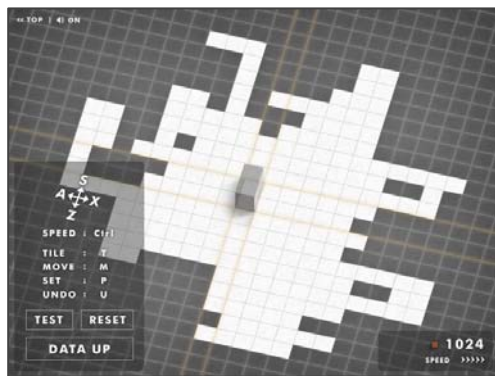 << TOP | ON
S
A X
Z
SPEED : Ctrl
TILE : T
MOVE : M
SET : P
UNDO : U
TEST RESET
DATA UP
1024
SPEED >>>>>